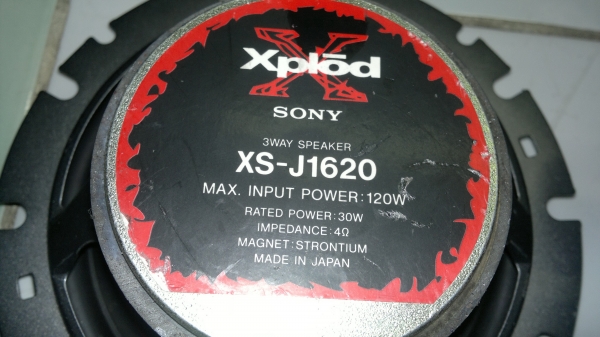 Xplōd
SONY
3WAY SPEAKER
XS-J1620
MAX. INPUT POWER:120W
RATED POWER:30W
IMPEDANCE:4Ω
MAGNET:STRONTIUM
MADE IN JAPAN